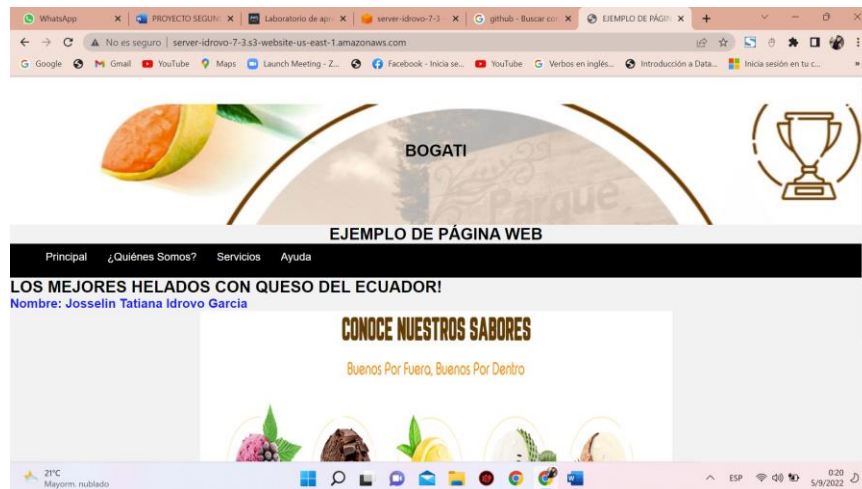 WhatsApp
PROYECTO SEGUN
Laboratorio de apr
server-idrovo-7-3
github - Buscar con
EJEMPLO DE PÁGIN
No es seguro | server-idrovo-7-3.s3-website-us-east-1.amazonaws.com
Google
Gmail
YouTube
Maps
Launch Meeting - Z...
Facebook - Inicia se...
YouTube
Verbos en inglés...
Introducción a Data...
Inicia sesión en tu c...
BOGATI
Parque
EJEMPLO DE PÁGINA WEB
Principal ¿Quiénes Somos? Servicios Ayuda
LOS MEJORES HELADOS CON QUESO DEL ECUADOR!
Nombre: Josselin Tatiana Idrovo Garcia
CONOCE NUESTROS SABORES
Buenos Por Fuera, Buenos Por Dentro
21°C
Mayorm. nublado
ESP
0:20
5/9/2022